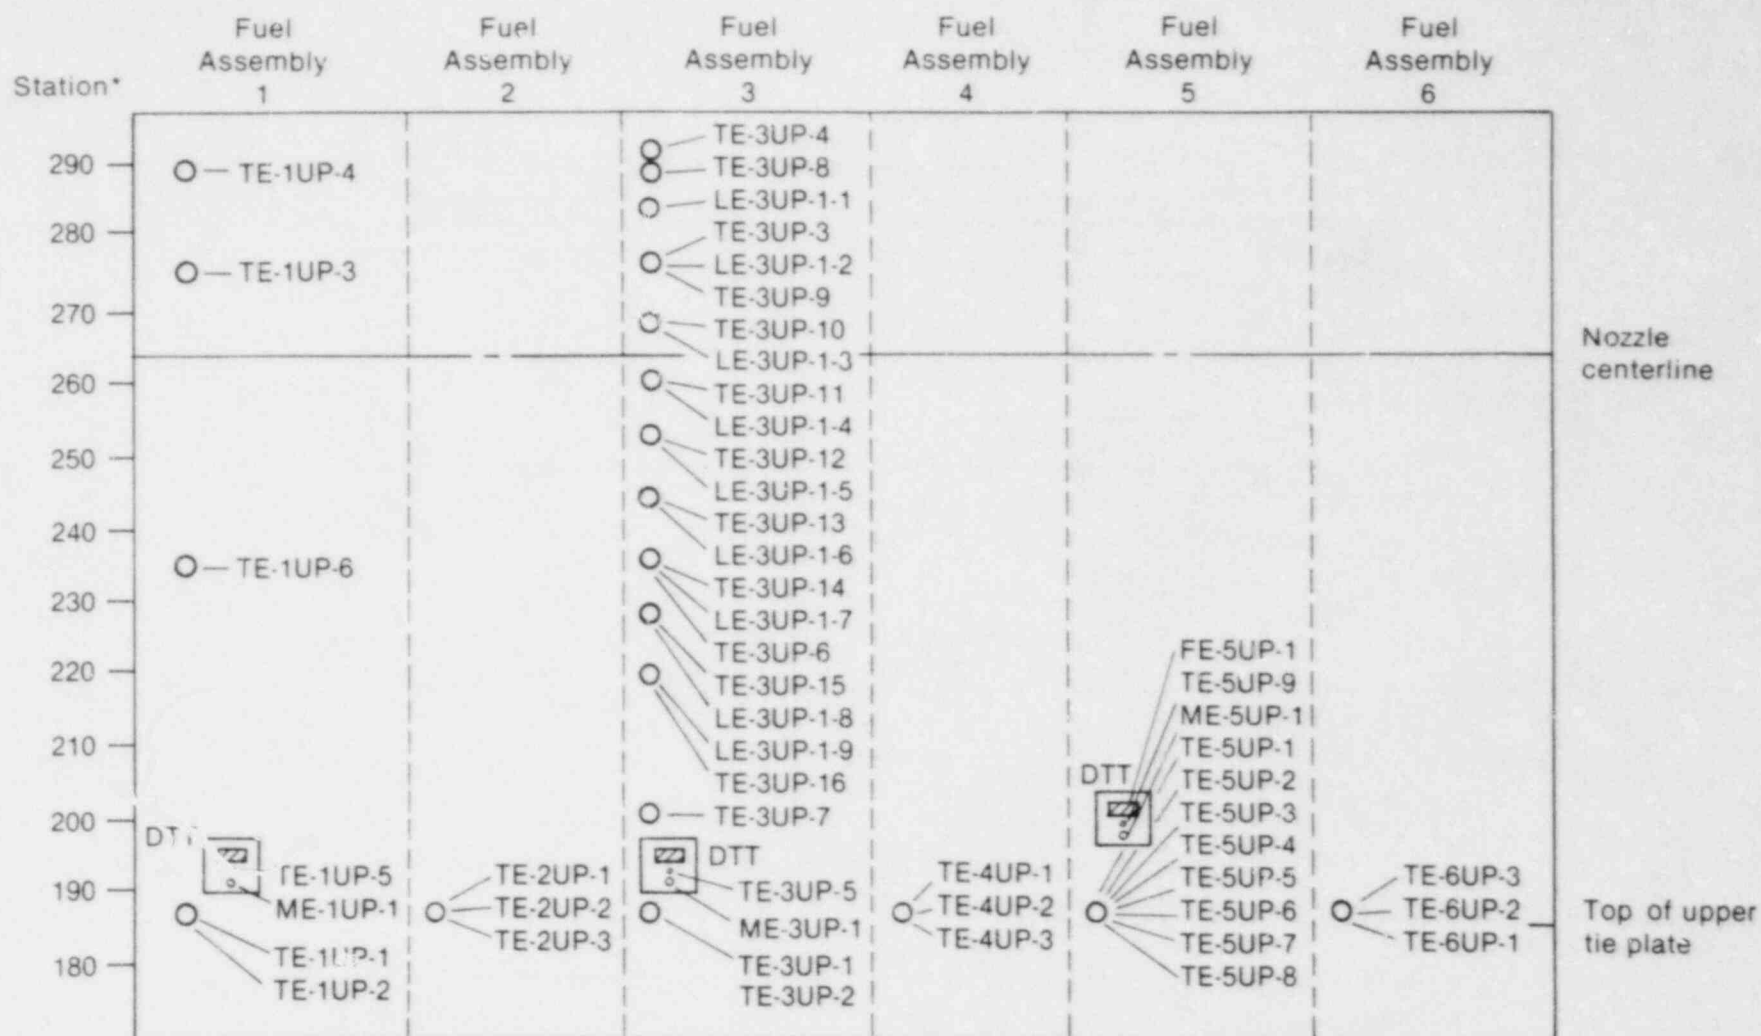 Fuel Assembly 1
Fuel Assembly 2
Fuel Assembly 3
Fuel Assembly 4
Fuel Assembly 5
Fuel Assembly 6
Station*
290
280
270
260
250
240
230
220
210
200
190
180
TE-1UP-4
TE-1UP-3
TE-1UP-6
TE-1UP-5
ME-1UP-1
TE-1UP-1
TE-1UP-2
TE-2UP-1
TE-2UP-2
TE-2UP-3
TE-3UP-4
TE-3UP-8
LE-3UP-1-1
TE-3UP-3
LE-3UP-1-2
TE-3UP-9
TE-3UP-10
LE-3UP-1-3
TE-3UP-11
LE-3UP-1-4
TE-3UP-12
LE-3UP-1-5
TE-3UP-13
LE-3UP-1-6
TE-3UP-14
LE-3UP-1-7
TE-3UP-6
TE-3UP-15
LE-3UP-1-8
LE-3UP-1-9
TE-3UP-16
TE-3UP-7
DTT
TE-3UP-5
ME-3UP-1
TE-3UP-1
TE-3UP-2
TE-4UP-1
TE-4UP-2
TE-4UP-3
FE-5UP-1
TE-5UP-9
ME-5UP-1
TE-5UP-1
DTT
TE-5UP-2
TE-5UP-3
TE-5UP-4
TE-5UP-5
TE-5UP-6
TE-5UP-7
TE-5UP-8
TE-6UP-3
TE-6UP-2
TE-6UP-1
Nozzle
centerline
Top of upper
tie plate